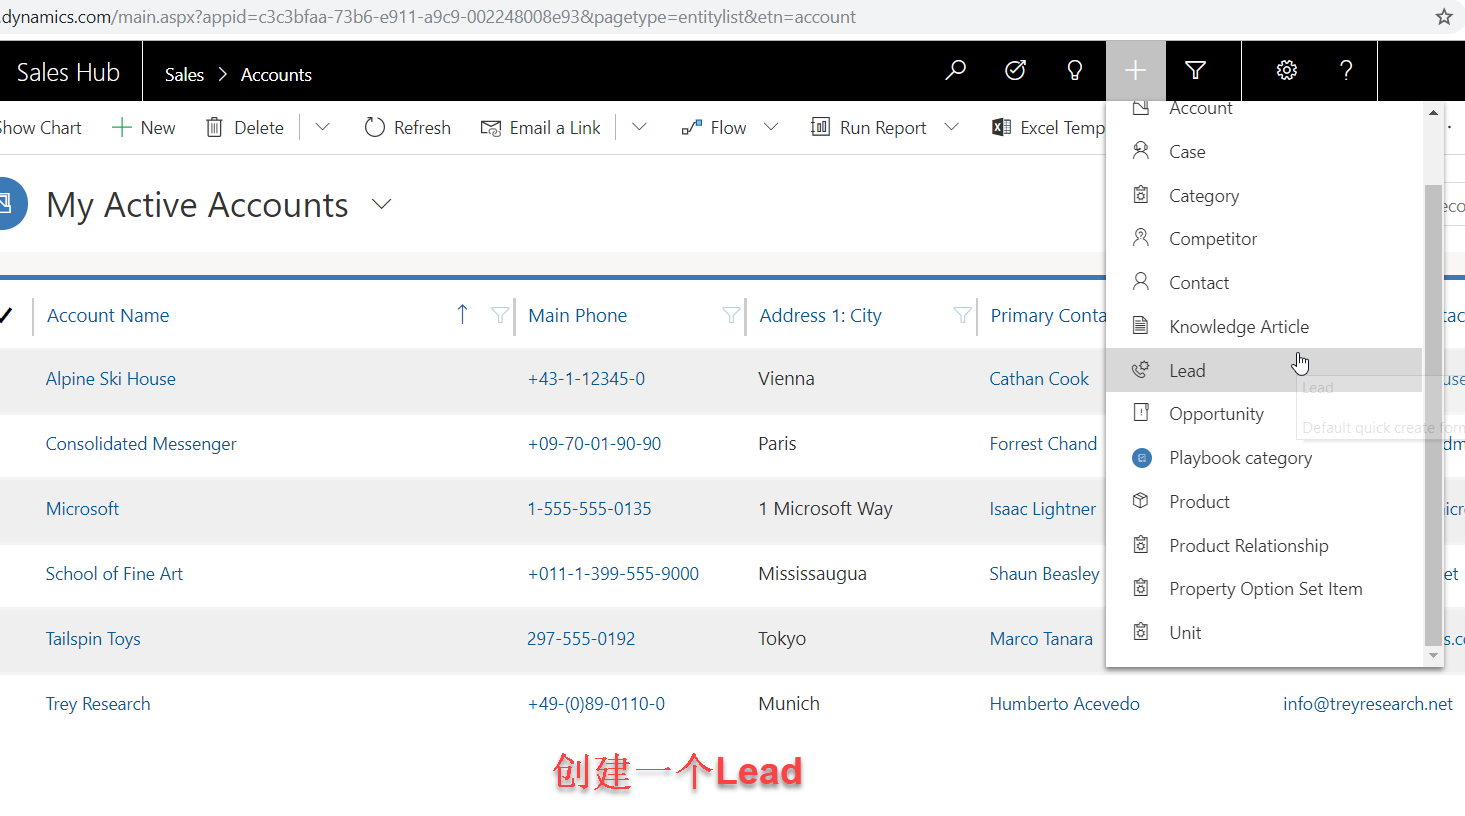 .dynamics.com/main.aspx?appid=c3c3bfaa-73b6-e911-a9c9-002248008e93&pagetype=entitylist&etn=account
Sales Hub Sales > Accounts
Show Chart New Delete Refresh Email a Link Flow Run Report Excel Temp
My Active Accounts
Account Name Main Phone Address 1: City Primary Conta
Alpine Ski House +43-1-12345-0 Vienna Cathan Cook
Consolidated Messenger +09-70-01-90-90 Paris Forrest Chand
Microsoft 1-555-555-0135 1 Microsoft Way Isaac Lightner
School of Fine Art +011-1-399-555-9000 Mississaugua Shaun Beasley
Tailspin Toys 297-555-0192 Tokyo Marco Tanara
Trey Research +49-(0)89-0110-0 Munich Humberto Acevedo info@treyresearch.net
Account
Case
Category
Competitor
Contact
Knowledge Article
Lead
Opportunity
Playbook category
Product
Product Relationship
Property Option Set Item
Unit
Lead
Default quick create form
创建一个Lead